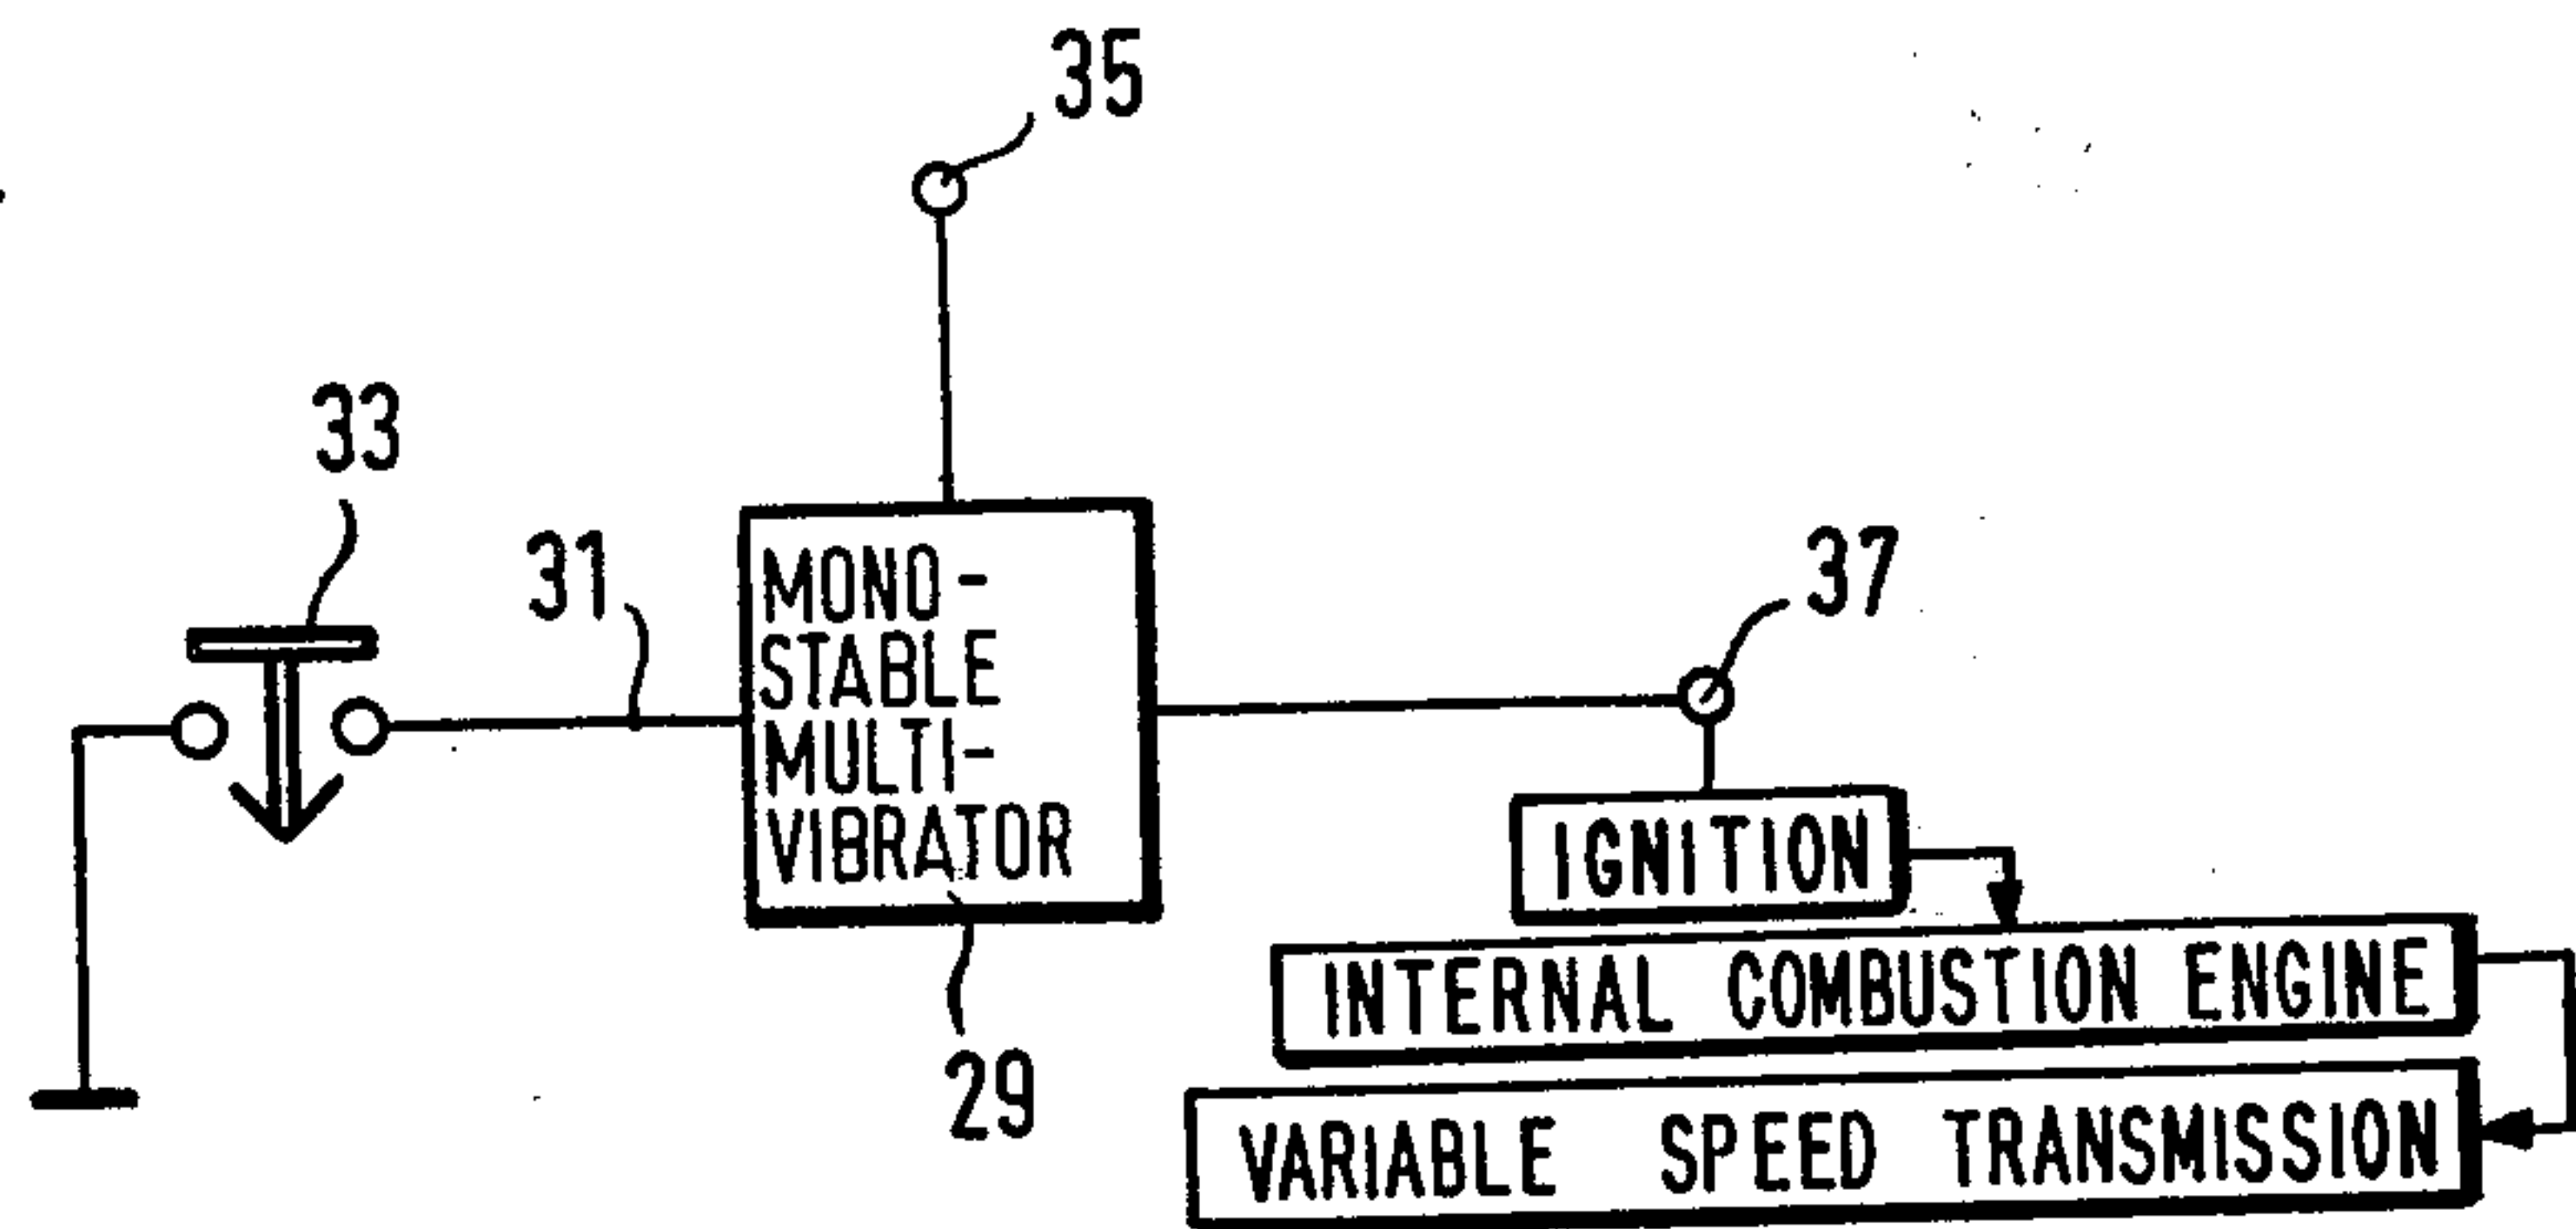 35
33
31
MONO-
STABLE
MULTI-
VIBRATOR
37
IGNITION
INTERNAL COMBUSTION ENGINE
29
VARIABLE SPEED TRANSMISSION